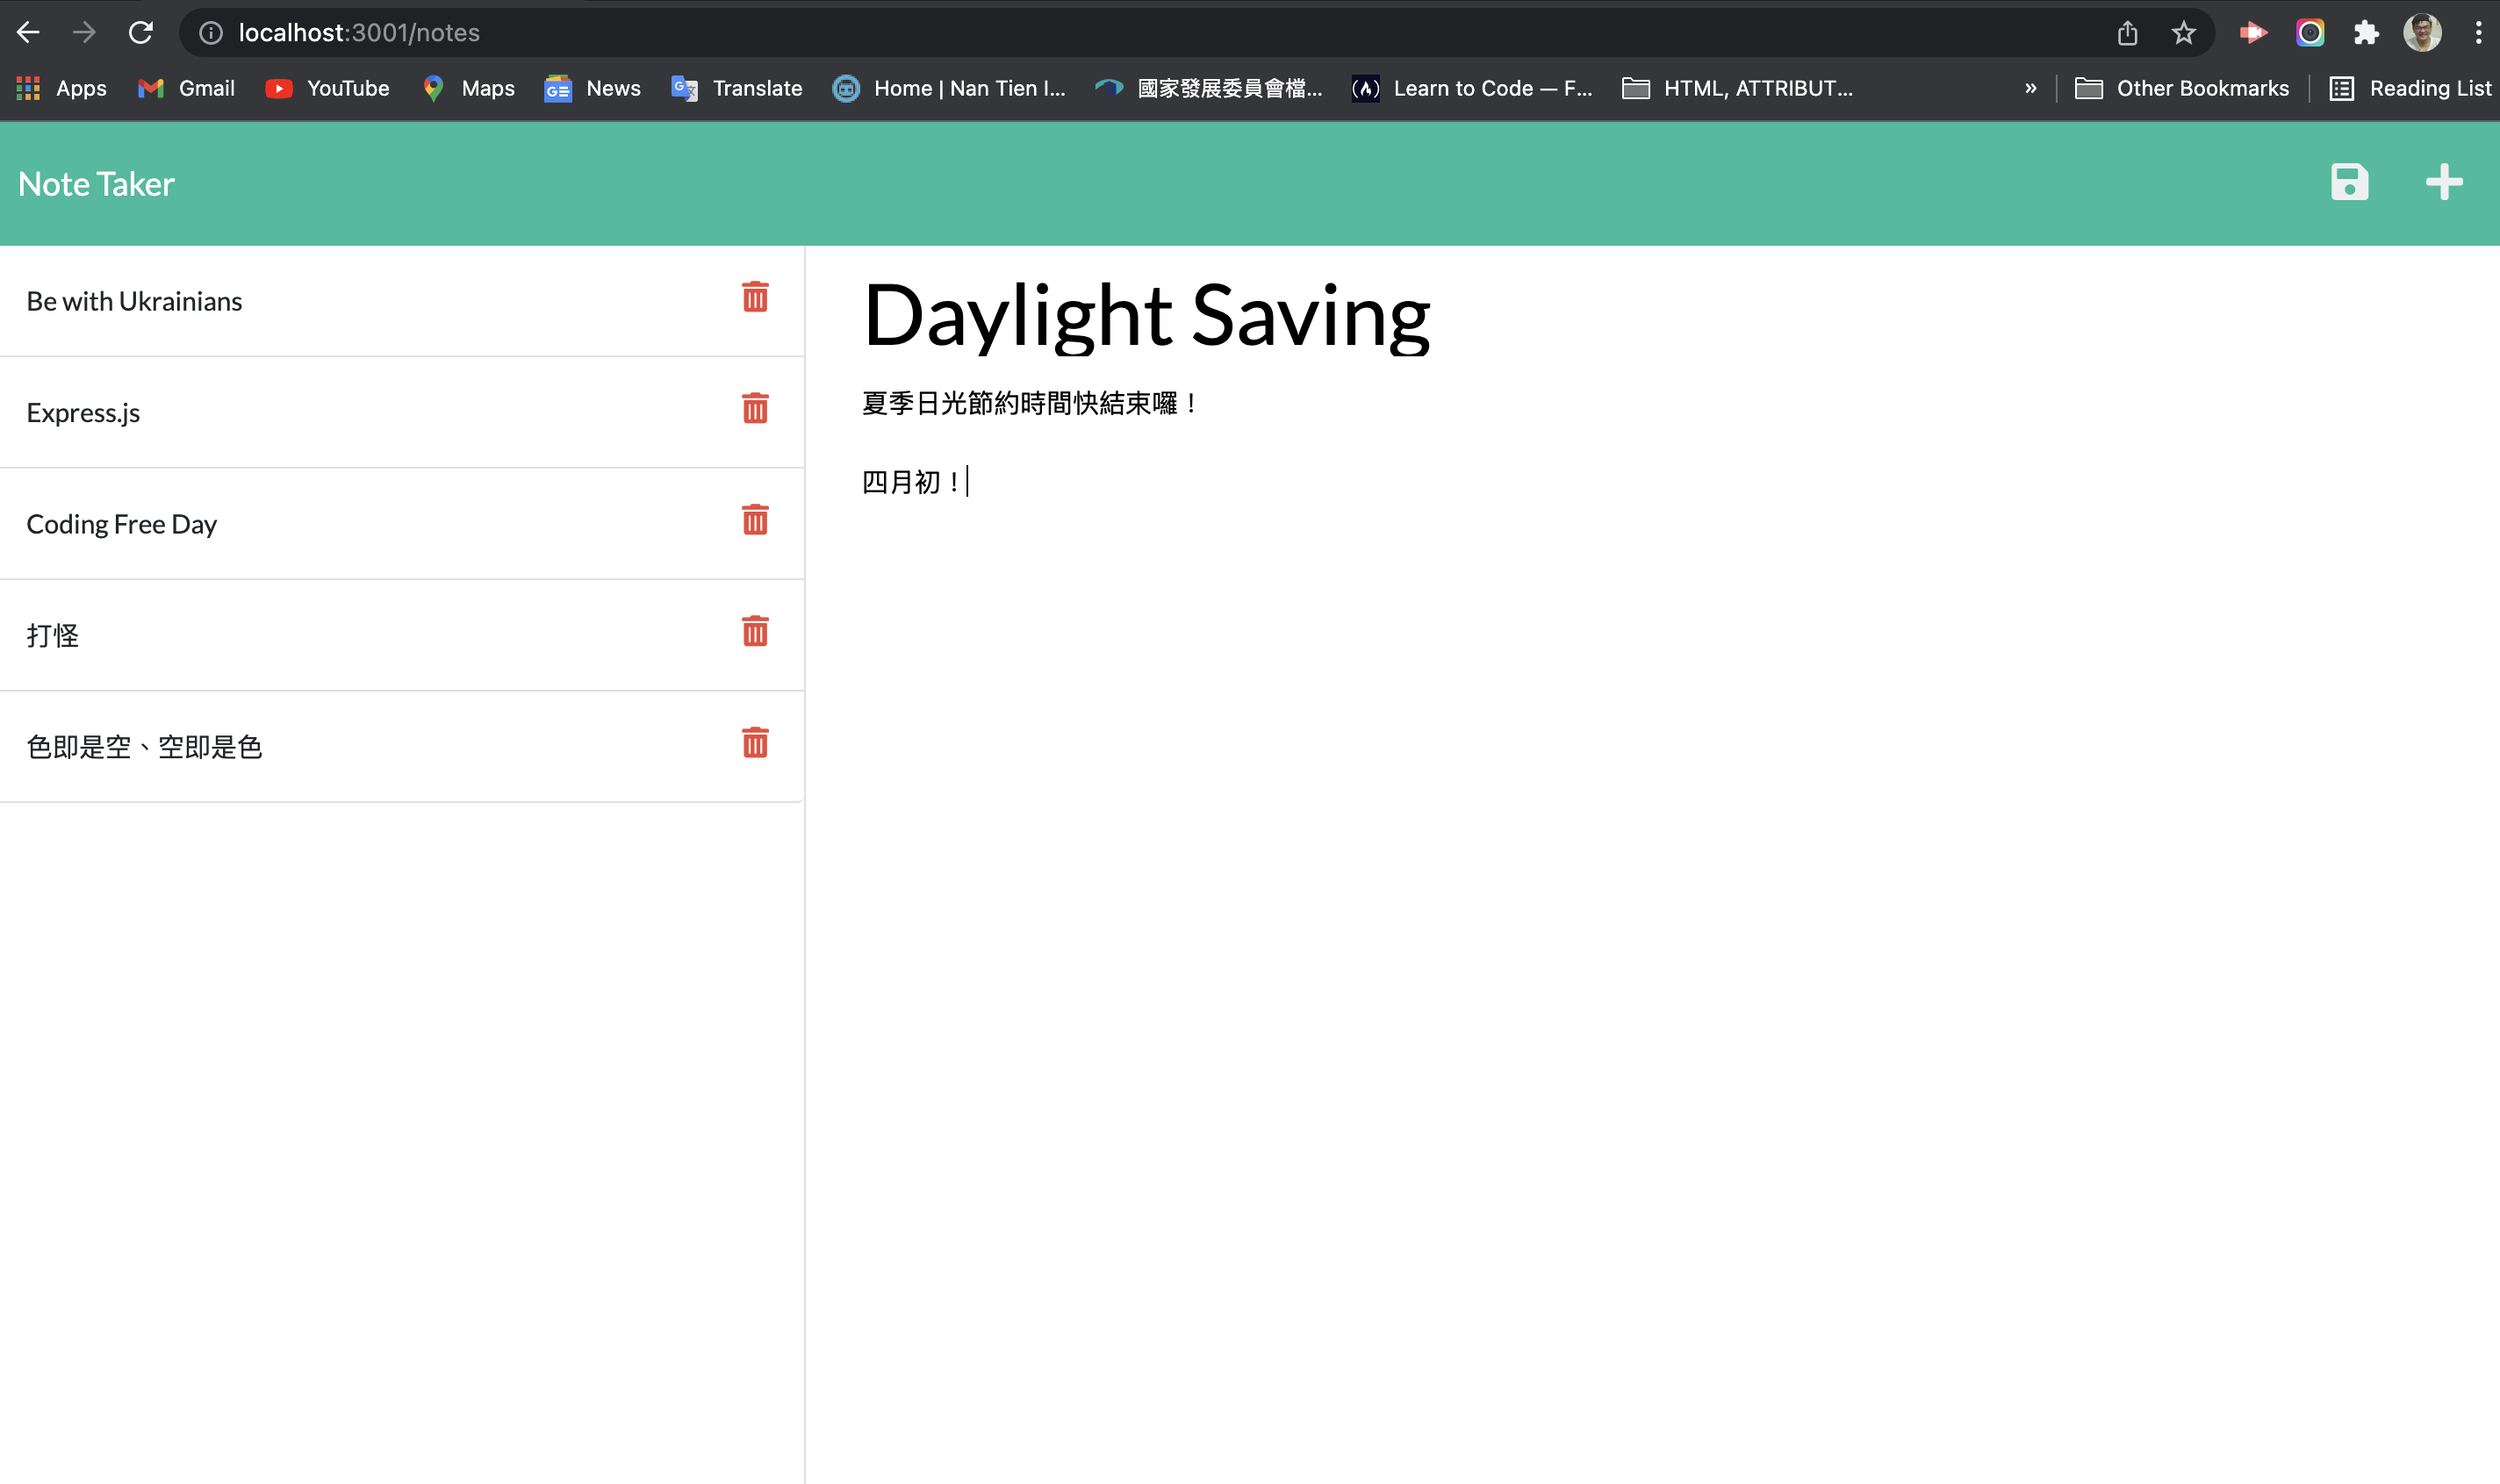 localhost:3001/notes
Apps Gmail YouTube Maps News Translate Home | Nan Tien I... 國家發展委員會檔... Learn to Code — F... HTML, ATTRIBUT... » Other Bookmarks Reading List
Note Taker
Be with Ukrainians
Express.js
Coding Free Day
打怪
色即是空、空即是色
Daylight Saving
夏季日光節約時間快結束囉！
四月初！